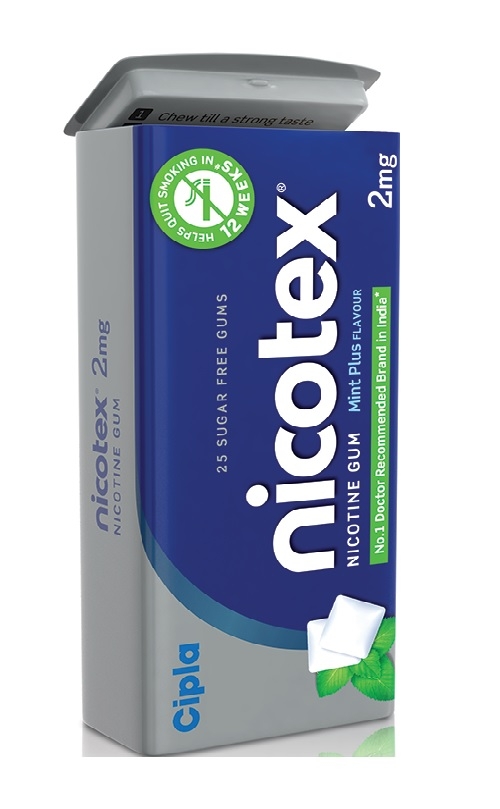 1 Chew till a strong taste
HELPS QUIT SMOKING IN
12 WEEKS#
25 SUGAR FREE GUMS
nicotex®
2mg
NICOTINE GUM Mint Plus FLAVOUR
No.1 Doctor Recommended Brand in India*
Cipla
nicotex® 2mg
NICOTINE GUM